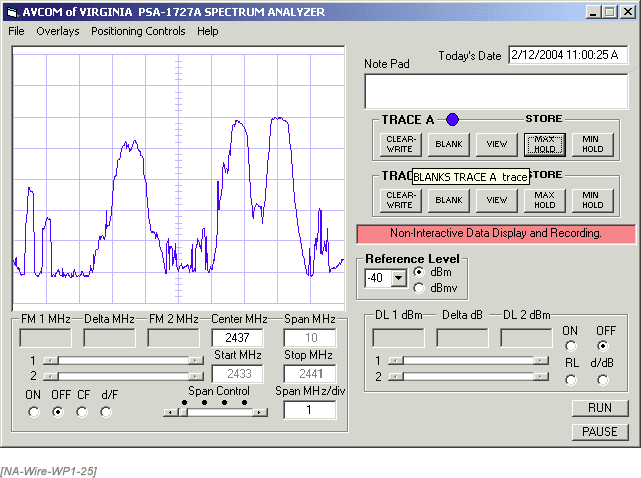 AVCOM of VIRGINIA PSA-1727A SPECTRUM ANALYZER
File Overlays Positioning Controls Help
Today's Date 2/12/2004 11:00:25 A
Note Pad
TRACE A STORE
CLEAR-WRITE BLANK VIEW MAX HOLD MIN HOLD
BLANKS TRACE A trace
TRAC STORE
CLEAR-WRITE BLANK VIEW MAX HOLD MIN HOLD
Non-Interactive Data Display and Recording.
Reference Level
-40 dBm
dBmv
FM 1 MHz Delta MHz FM 2 MHz Center MHz Span MHz
2437 10
Start MHz Stop MHz
1
2 2433 2441
ON OFF CF d/F
Span Control Span MHz/div
1
DL 1 dBm Delta dB DL 2 dBm
ON OFF
1
RL d/dB
2
RUN
PAUSE
[NA-Wire-WP1-25]